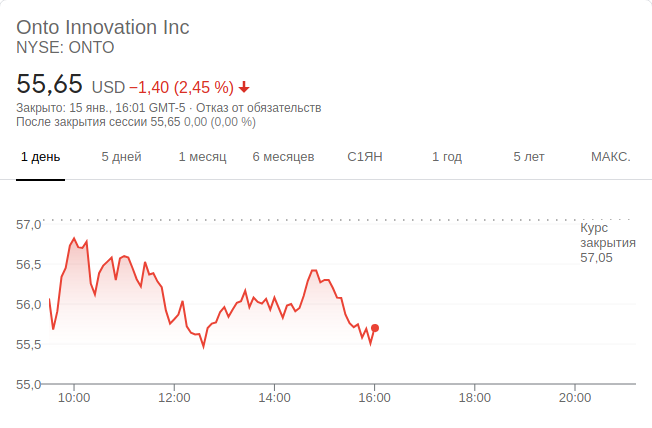 Onto Innovation Inc
NYSE: ONTO
55,65 USD −1,40 (2,45 %)
Закрыто: 15 янв., 16:01 GMT-5 · Отказ от обязательств
После закрытия сессии 55,65 0,00 (0,00 %)
1 день 5 дней 1 месяц 6 месяцев С1ЯН 1 год 5 лет МАКС.
57,0
Курс
закрытия
57,05
56,5
56,0
55,5
55,0
10:00 12:00 14:00 16:00 18:00 20:00